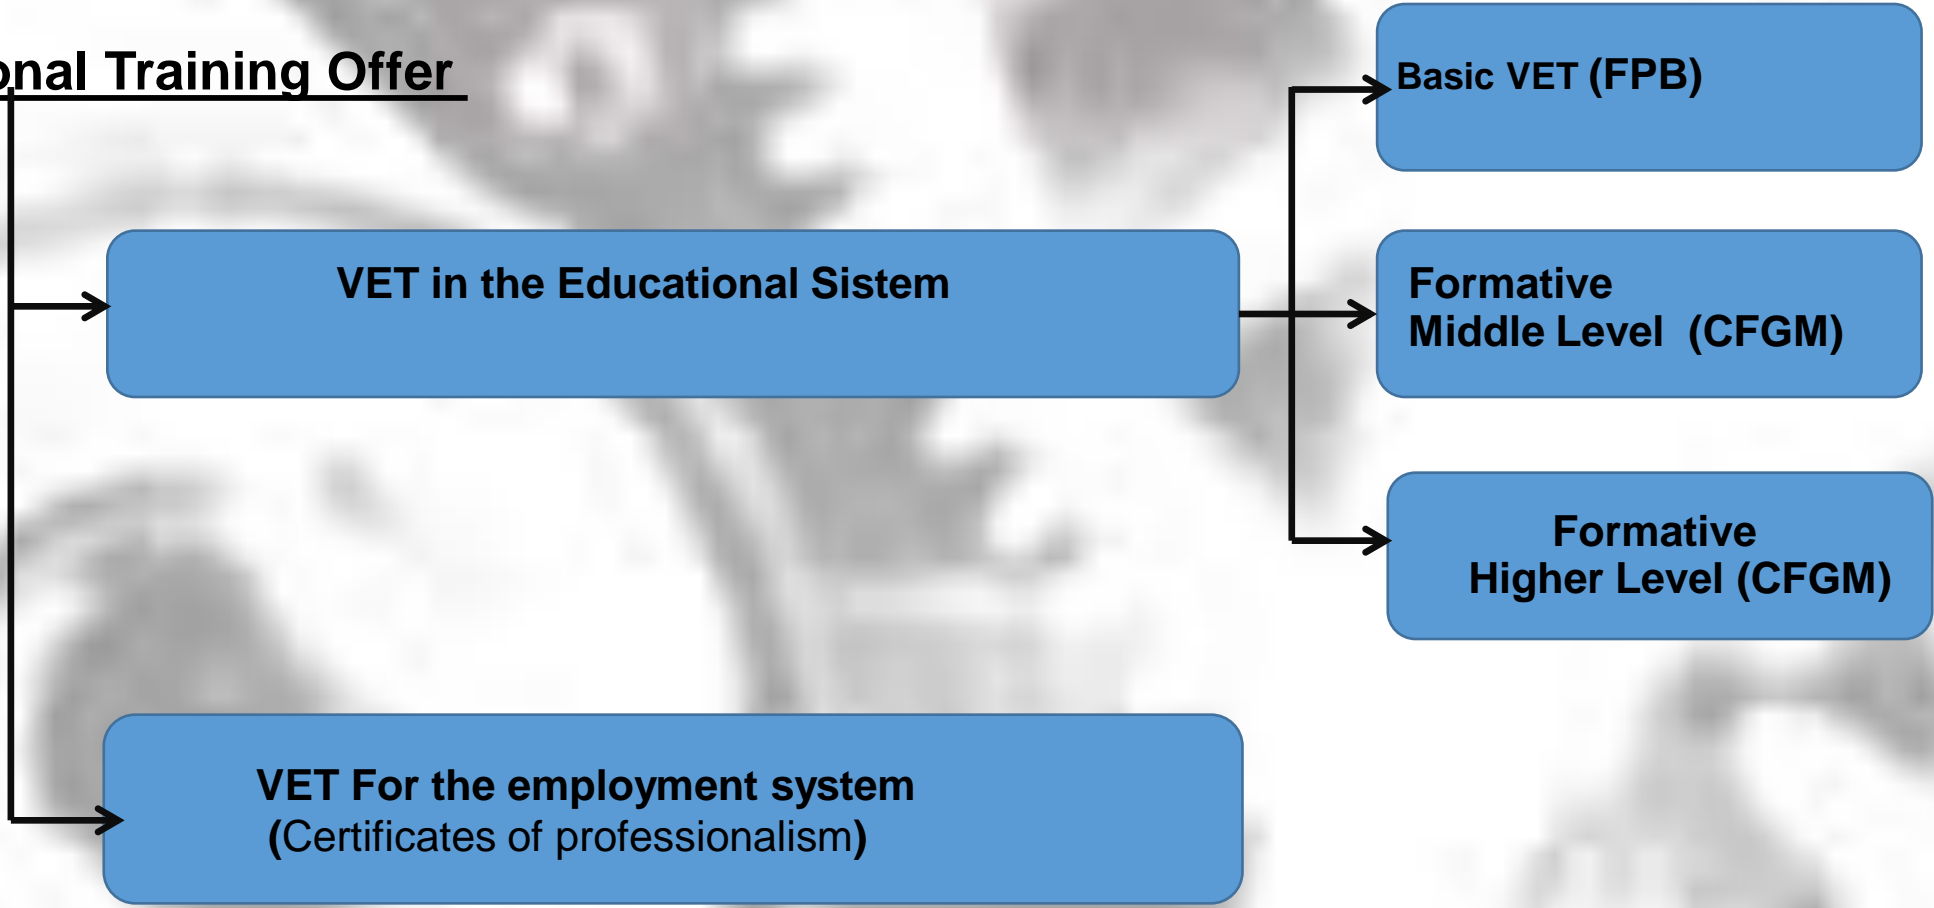 onal Training Offer
Basic VET (FPB)
VET in the Educational Sistem
Formative
Middle Level (CFGM)
Formative
Higher Level (CFGM)
VET For the employment system
(Certificates of professionalism)